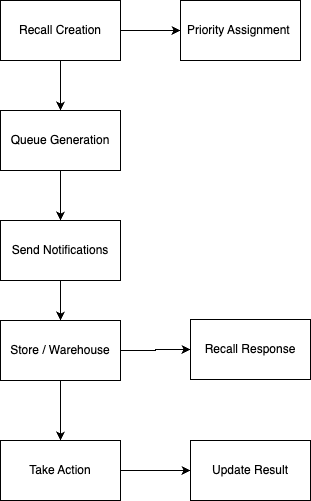 Recall Creation
Priority Assignment
Queue Generation
Send Notifications
Store / Warehouse
Recall Response
Take Action
Update Result